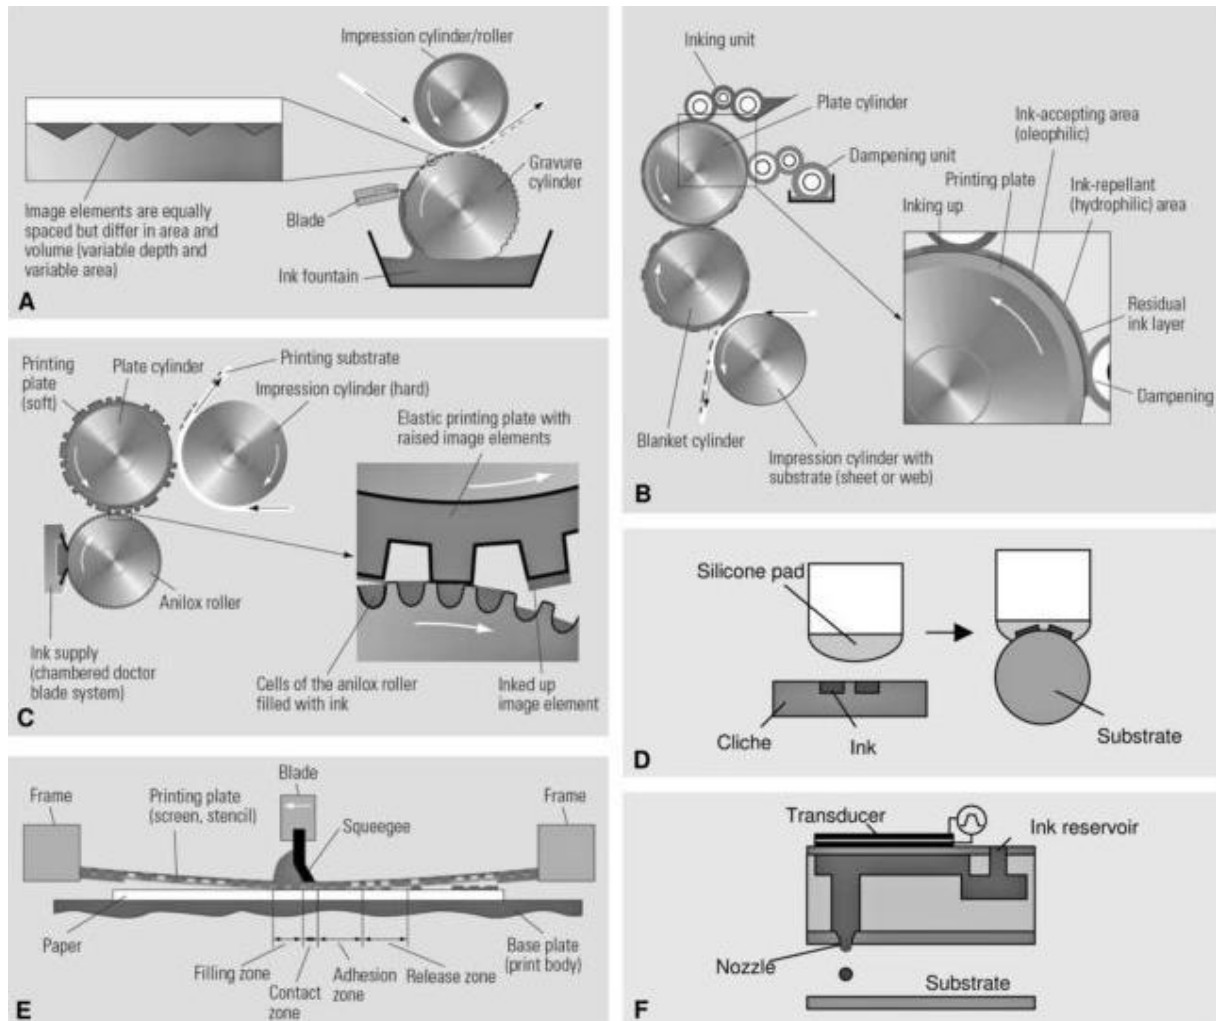 Impression cylinder/roller
Gravure
cylinder
Blade
Image elements are equally
spaced but differ in area and
volume (variable depth and
variable area)
Ink fountain
A
Inking unit
Plate cylinder
Ink-accepting area
(oleophilic)
Dampening unit
Printing plate
Ink-repellant
(hydrophilic) area
Inking up
Residual
ink layer
Dampening
Blanket cylinder
Impression cylinder with
substrate (sheet or web)
B
Printing
plate
(soft)
Plate cylinder
Printing substrate
Impression cylinder (hard)
Elastic printing plate with
raised image elements
Anilox roller
Ink supply
(chambered doctor
blade system)
Cells of the anilox roller
filled with ink
Inked up
image element
C
Silicone pad
Cliche
Ink
Substrate
D
Frame
Printing plate
(screen, stencil)
Blade
Squeegee
Frame
Paper
Filling zone
Contact
zone
Adhesion
zone
Release zone
Base plate
(print body)
E
Transducer
Ink reservoir
Nozzle
Substrate
F